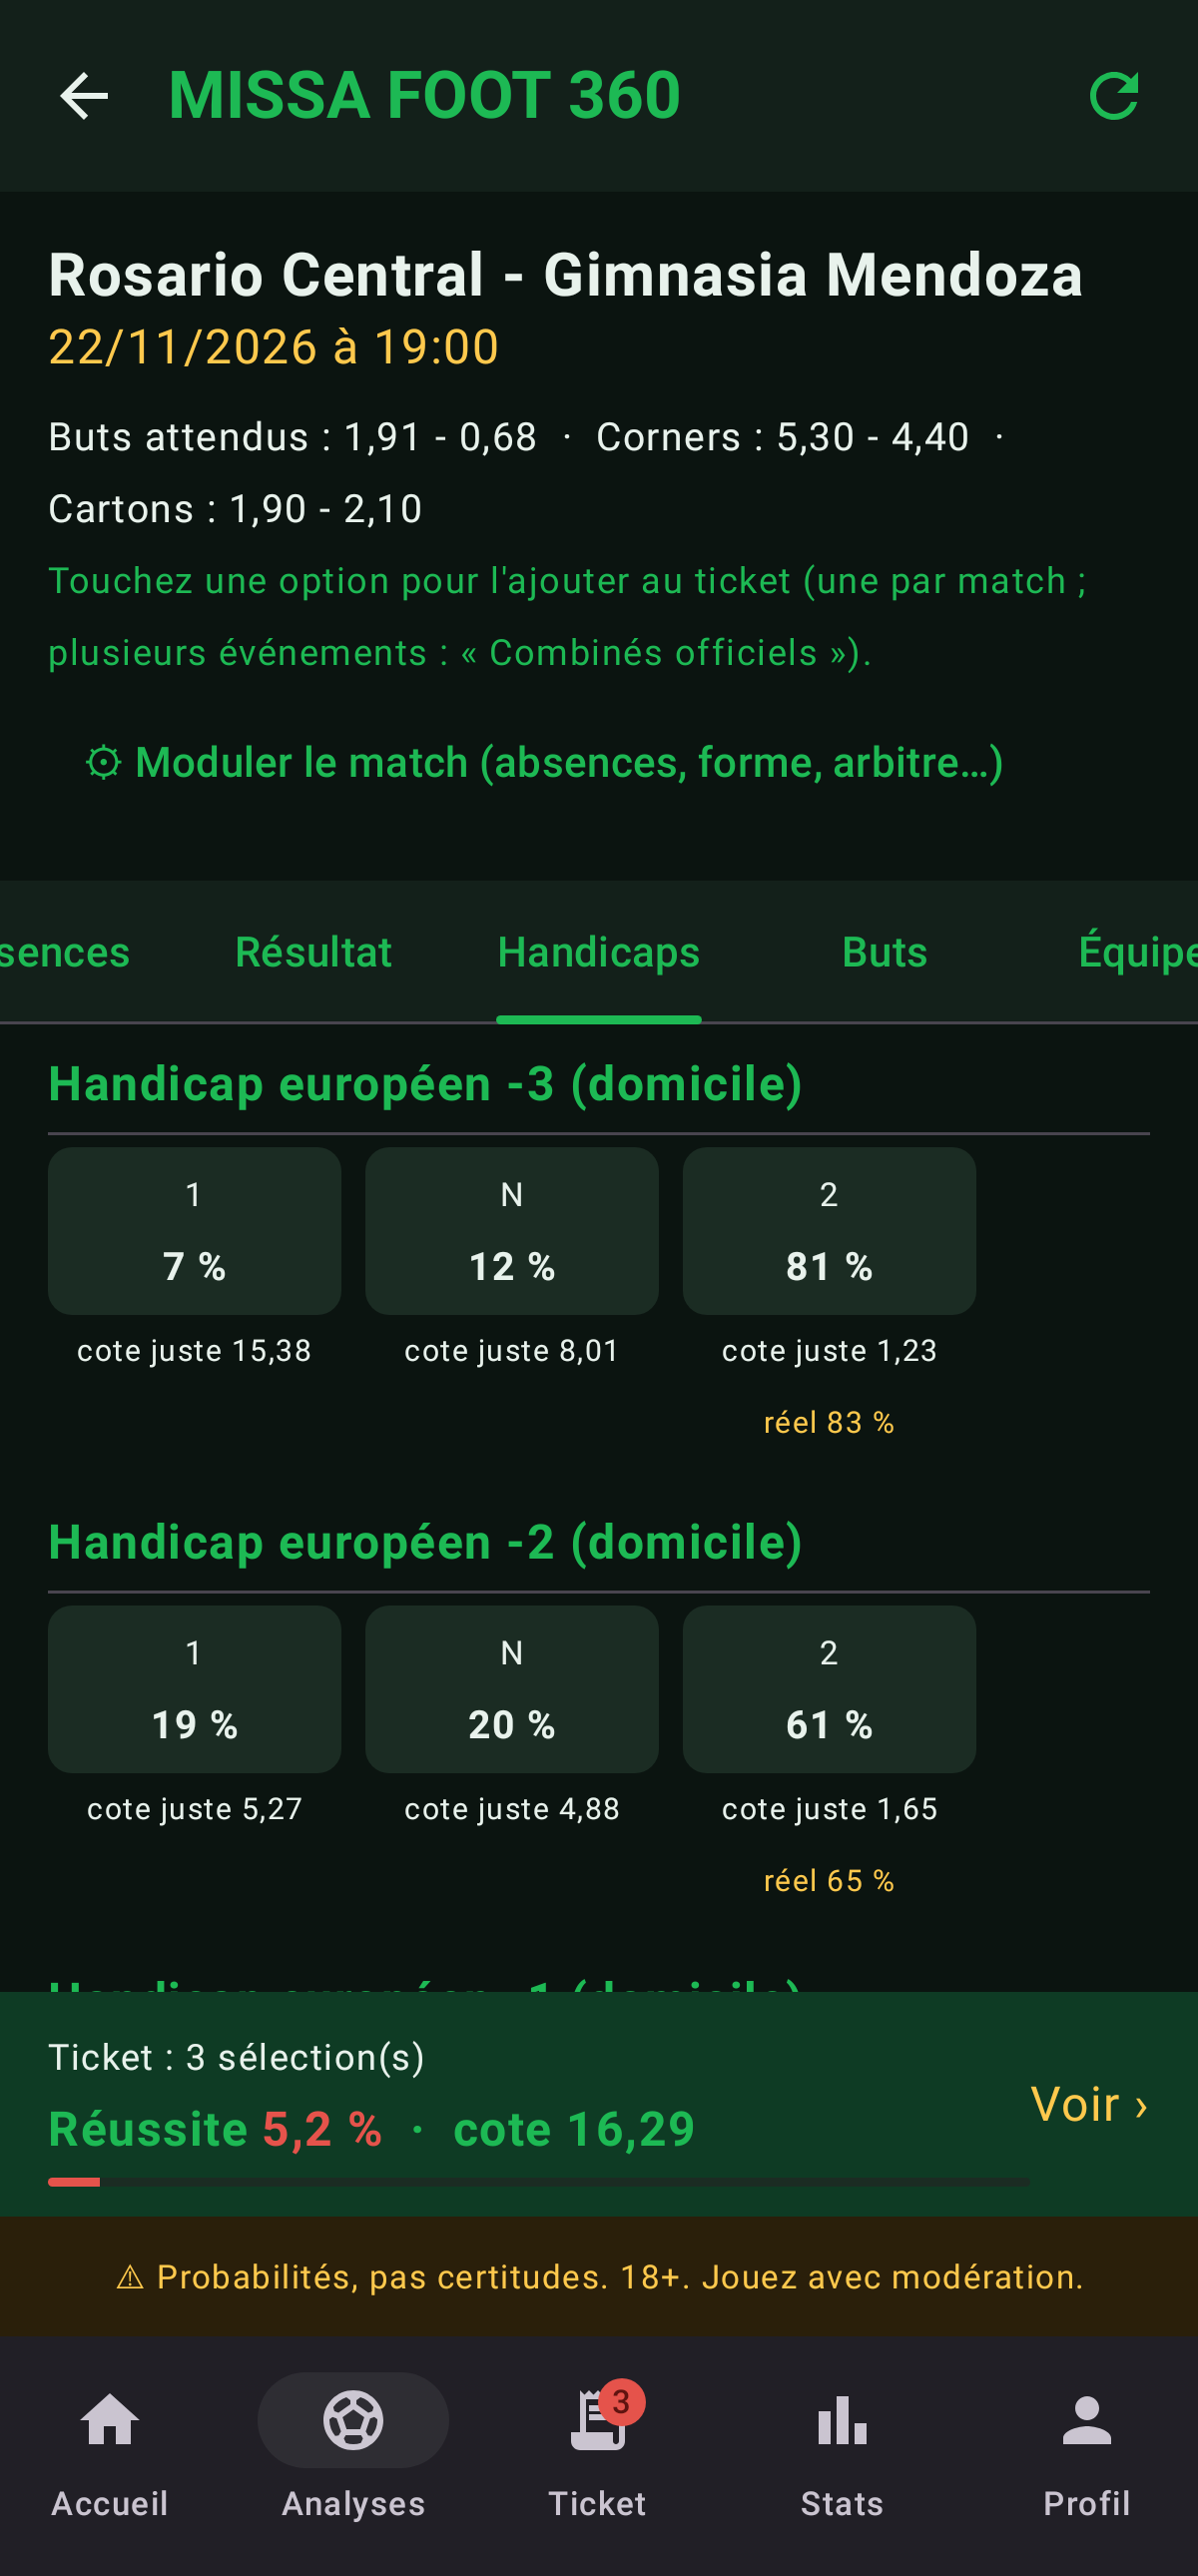 MISSA FOOT 360
Rosario Central - Gimnasia Mendoza
22/11/2026 à 19:00
Buts attendus : 1,91 - 0,68 · Corners : 5,30 - 4,40 ·
Cartons : 1,90 - 2,10
Touchez une option pour l'ajouter au ticket (une par match ;
plusieurs événements : « Combinés officiels »).
Moduler le match (absences, forme, arbitre…)
sences Résultat Handicaps Buts Équipe
Handicap européen -3 (domicile)
1 N 2
7 % 12 % 81 %
cote juste 15,38 cote juste 8,01 cote juste 1,23
réel 83 %
Handicap européen -2 (domicile)
1 N 2
19 % 20 % 61 %
cote juste 5,27 cote juste 4,88 cote juste 1,65
réel 65 %
Handicap européen -1 (domicile)
Ticket : 3 sélection(s)
Réussite 5,2 % · cote 16,29
Voir ›
⚠ Probabilités, pas certitudes. 18+. Jouez avec modération.
3
Accueil Analyses Ticket Stats Profil